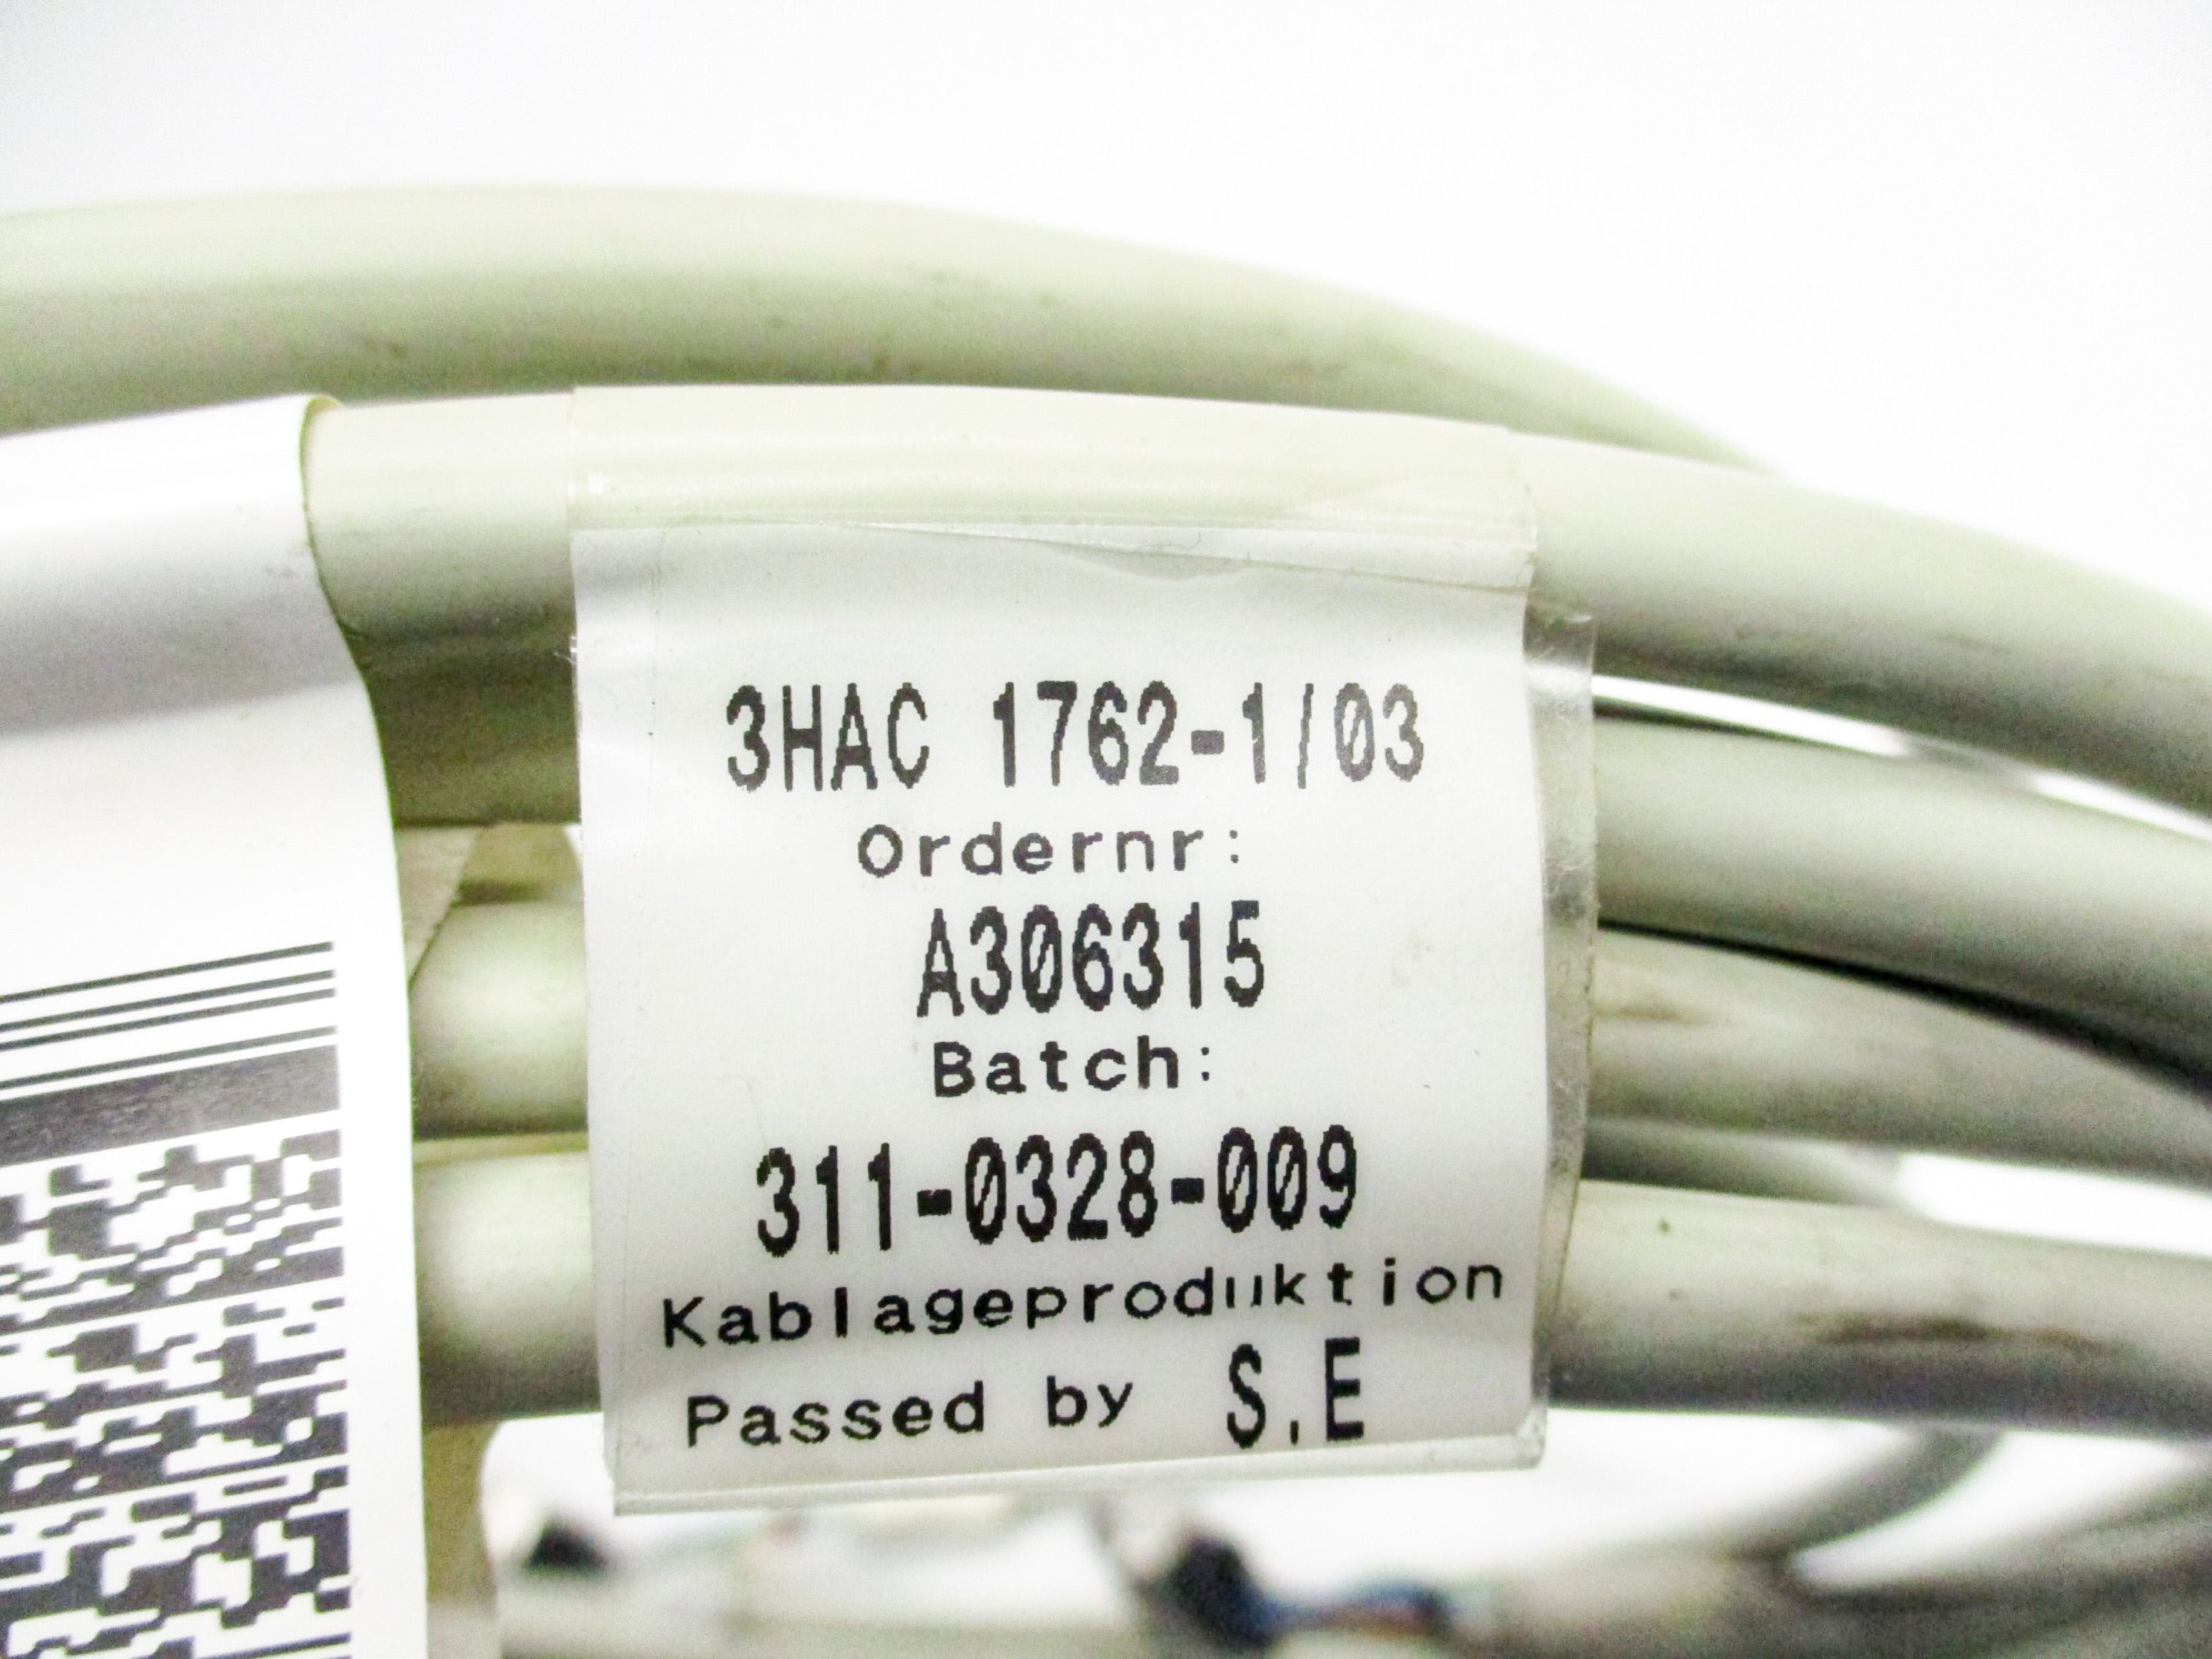 3HAC 1762-1/03
Ordernr:
A306315
Batch:
311-0328-009
Kablageproduktion
Passed by S.E